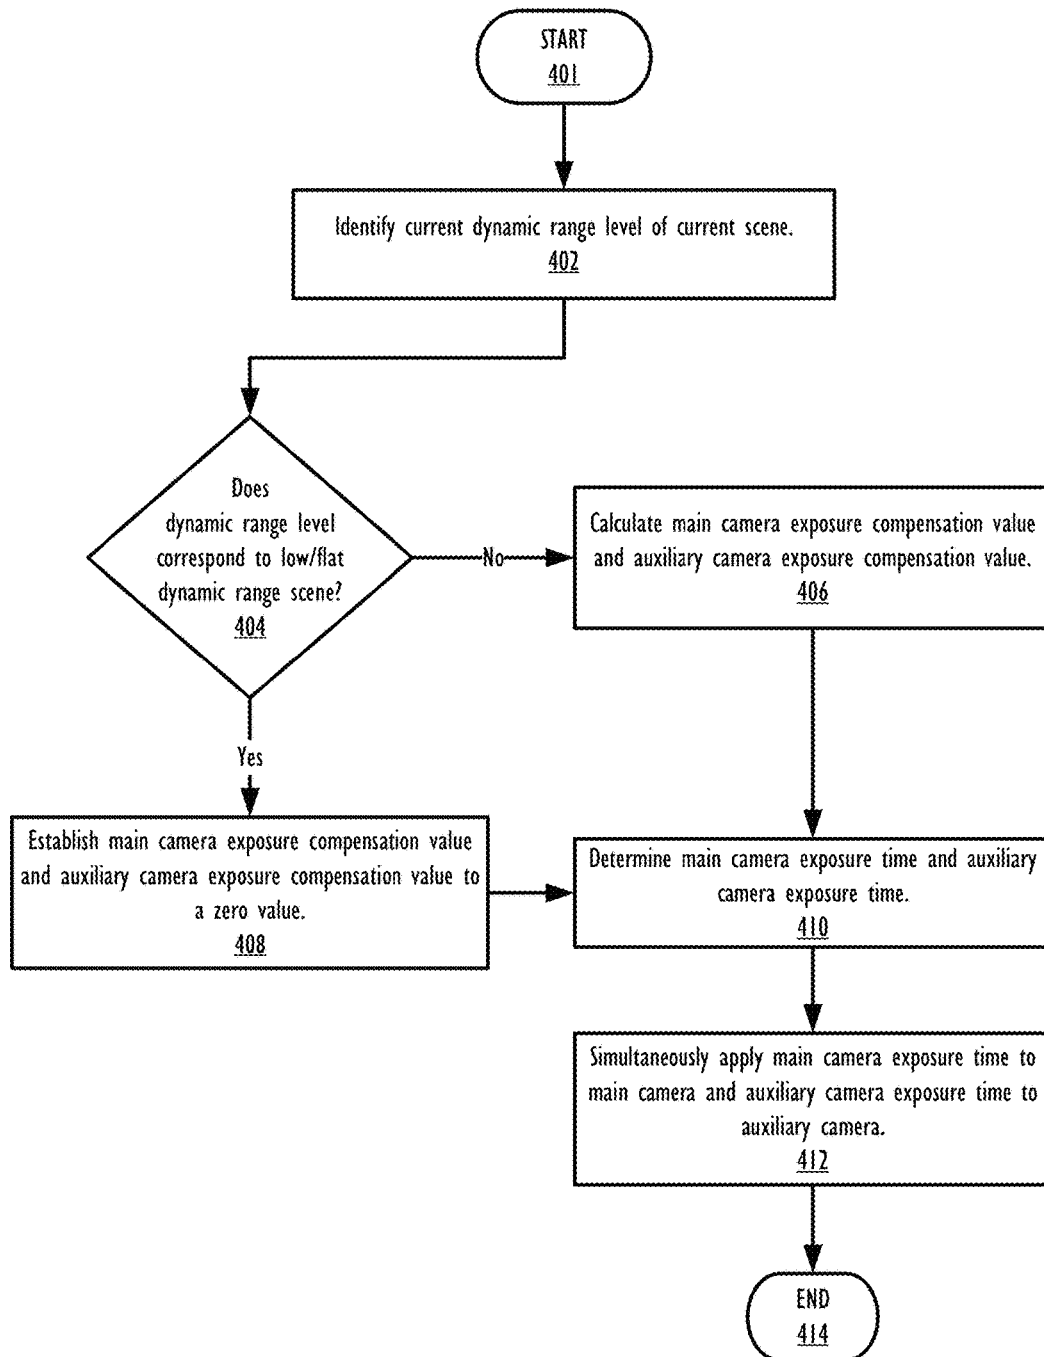 START
401
Identify current dynamic range level of current scene.
402
Does
dynamic range level
correspond to low/flat
dynamic range scene?
404
No
Calculate main camera exposure compensation value
and auxiliary camera exposure compensation value.
406
Yes
Establish main camera exposure compensation value
and auxiliary camera exposure compensation value to
a zero value.
408
Determine main camera exposure time and auxiliary
camera exposure time.
410
Simultaneously apply main camera exposure time to
main camera and auxiliary camera exposure time to
auxiliary camera.
412
END
414